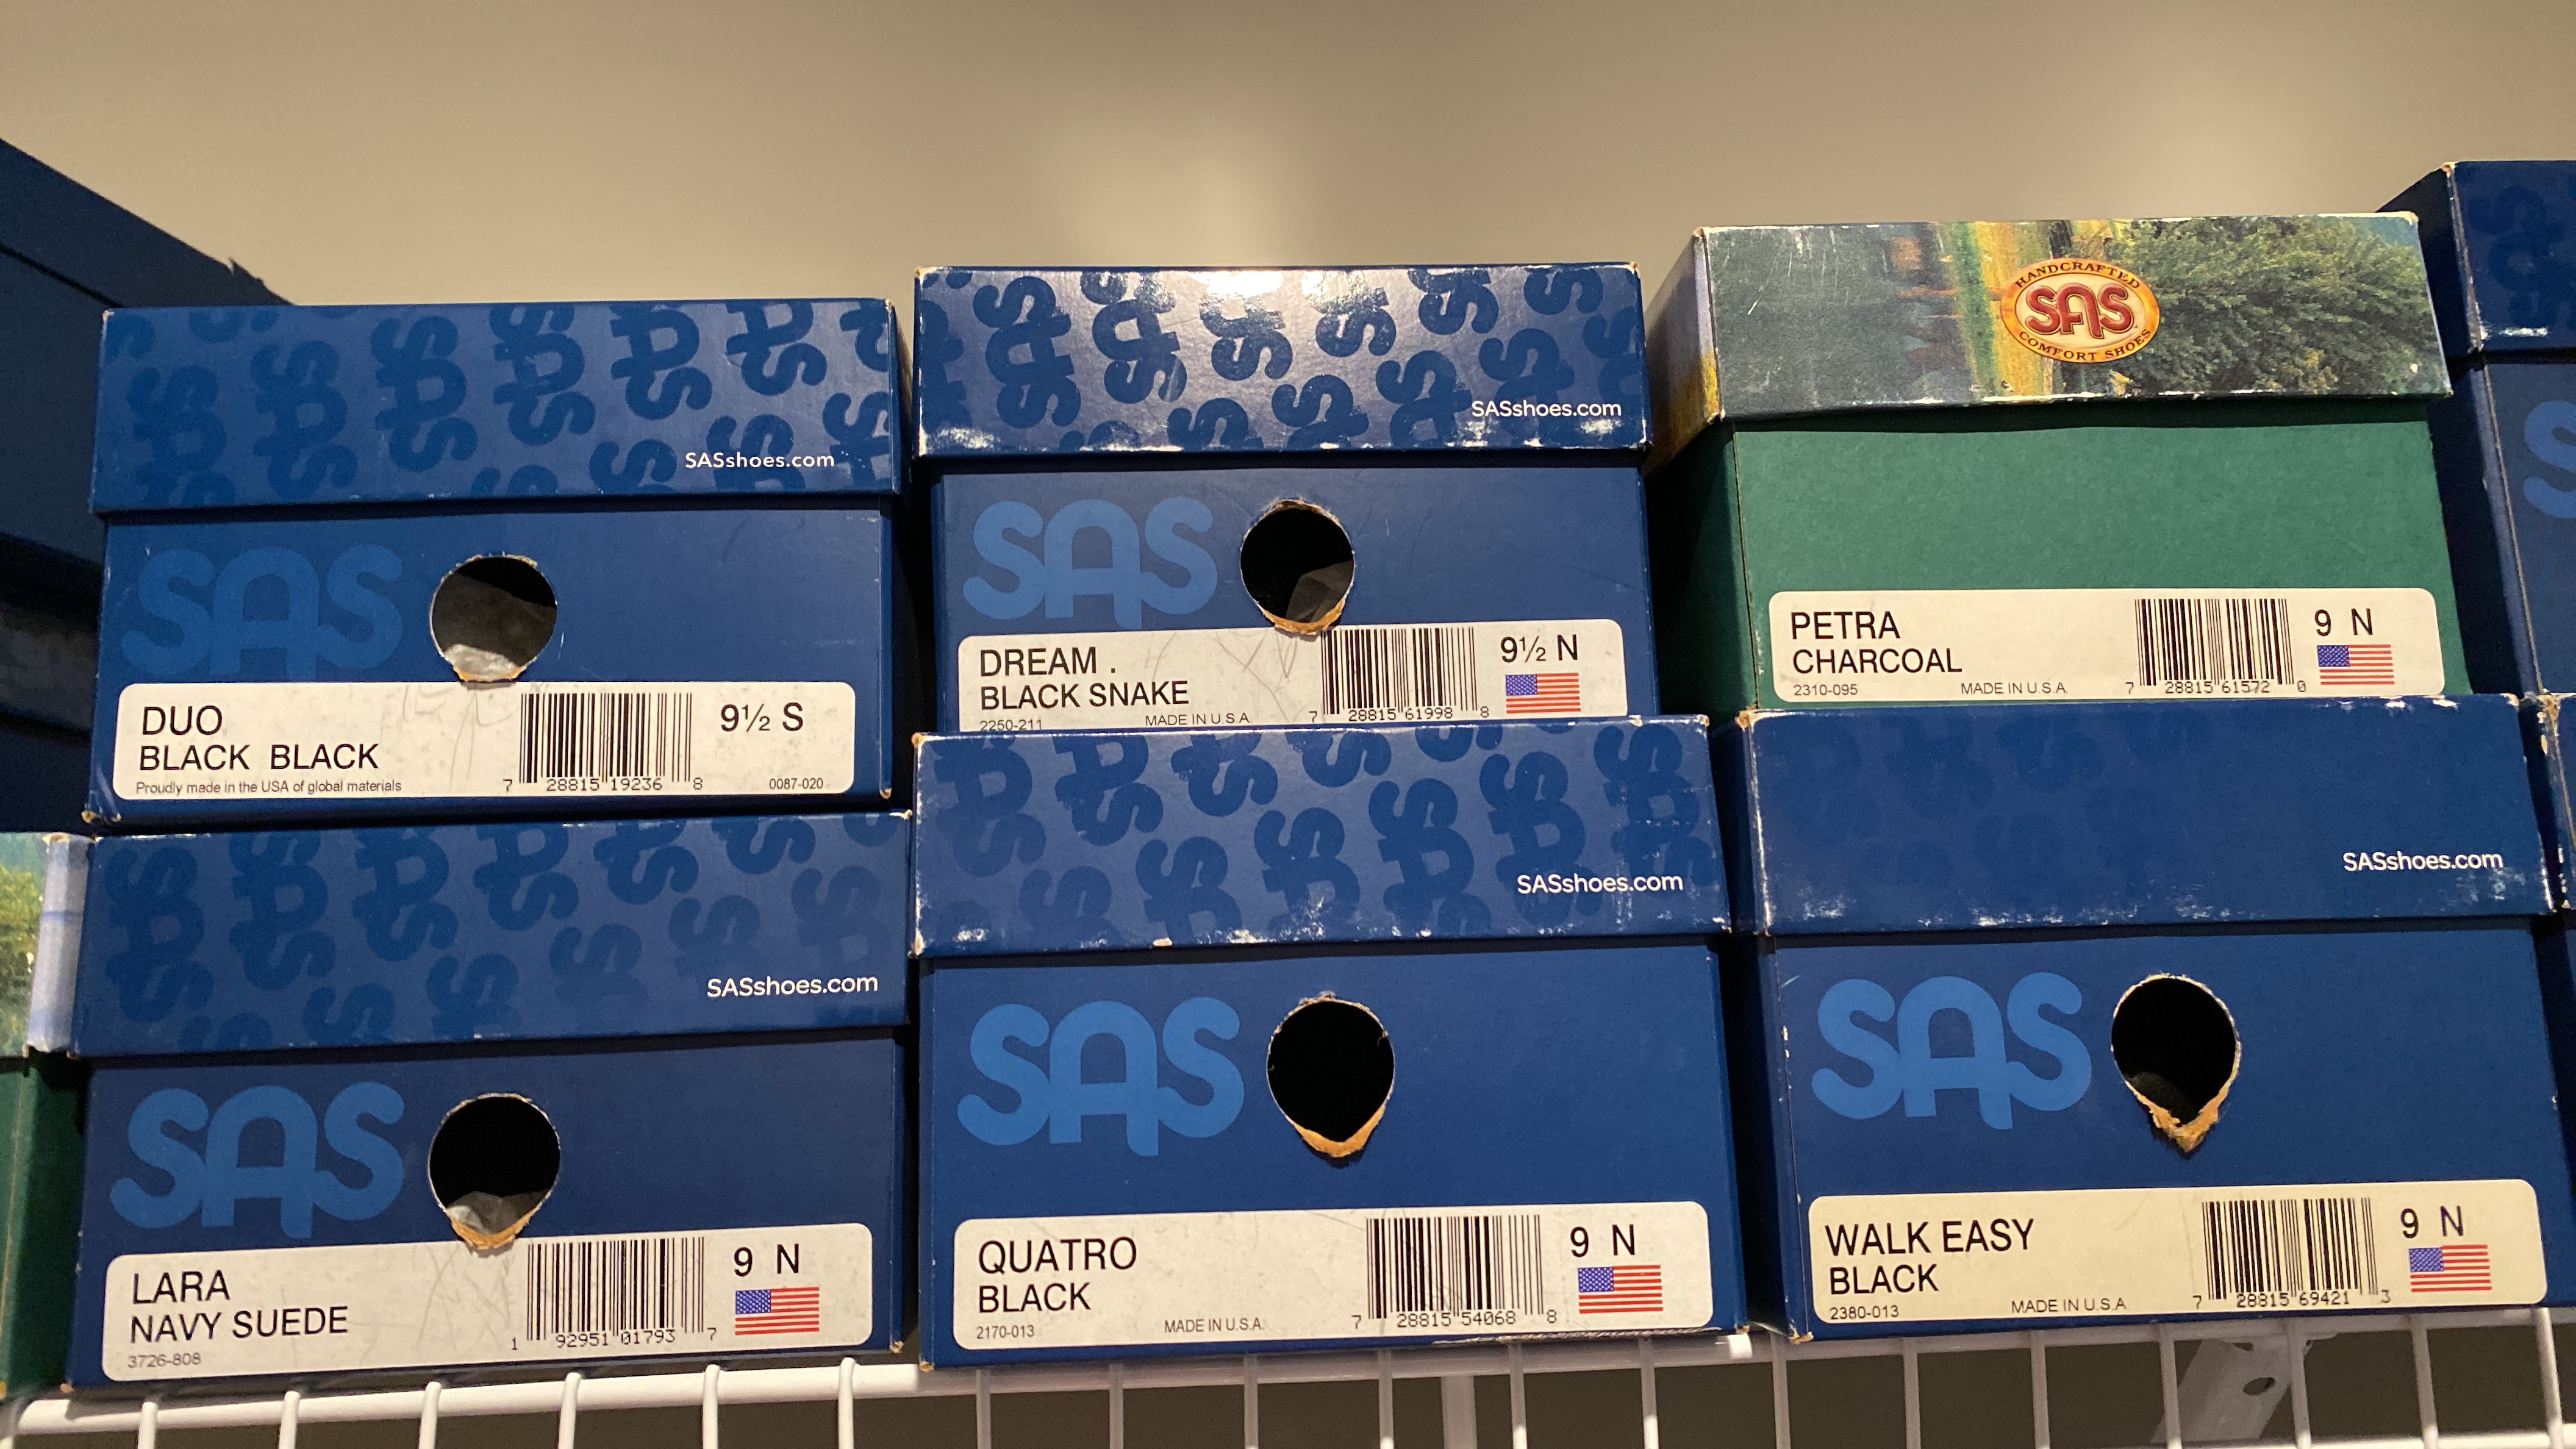 SASshoes.com
SAS
DUO
BLACK BLACK
Proudly made in the USA of global materials
7 28815 19236 8
9½ S
0087-020
SASshoes.com
SAS
DREAM .
BLACK SNAKE
2250-211
MADE IN U.S.A.
7 28815 61998 8
9½ N
HANDCRAFTED
SAS
COMFORT SHOES
PETRA
CHARCOAL
2310-095
MADE IN U.S.A.
7 28815 61572 0
9 N
SASshoes.com
SAS
LARA
NAVY SUEDE
3726-808
1 92951 01793 7
9 N
SASshoes.com
SAS
QUATRO
BLACK
2170-013
MADE IN U.S.A.
7 28815 54068 8
9 N
SASshoes.com
SAS
WALK EASY
BLACK
2380-013
MADE IN U.S.A
7 28815 69421 3
9 N